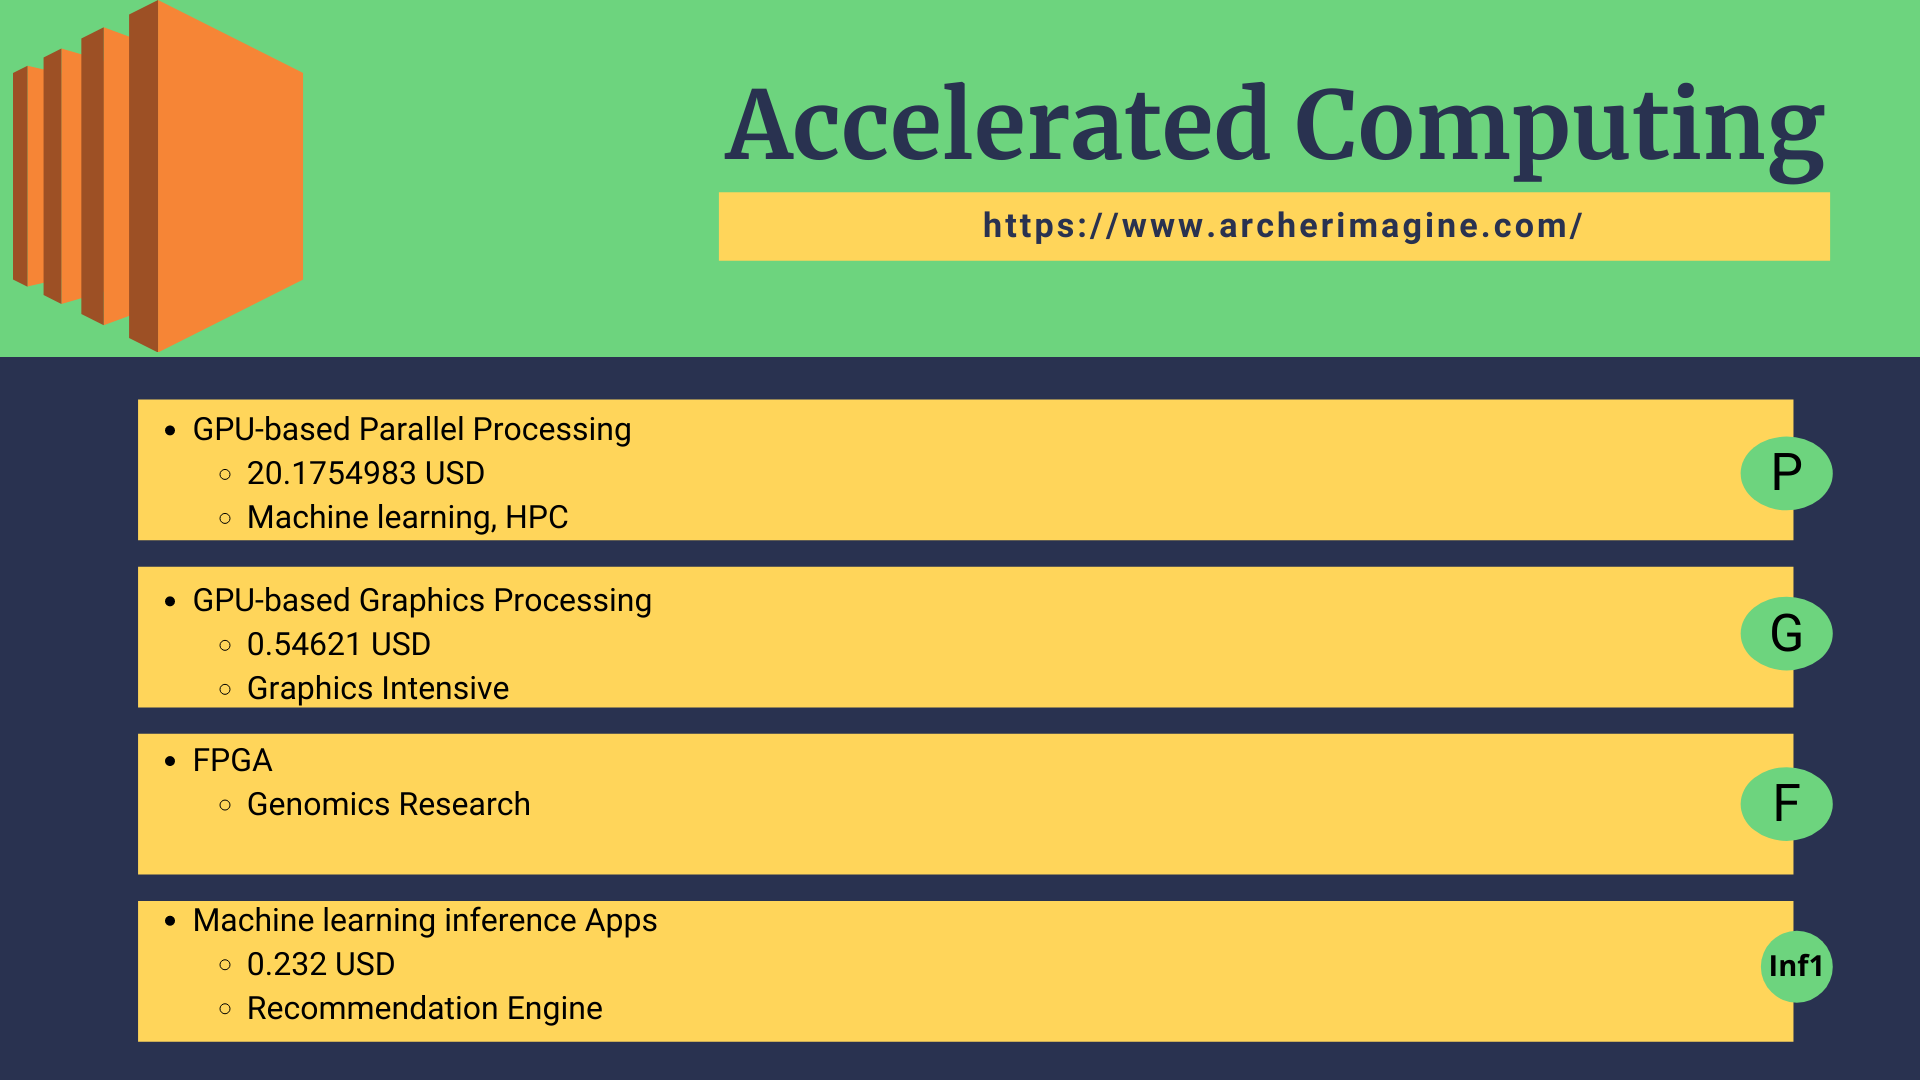 Accelerated Computing
https://www.archerimagine.com/
GPU-based Parallel Processing
20.1754983 USD
Machine learning, HPC
P
GPU-based Graphics Processing
0.54621 USD
Graphics Intensive
G
FPGA
Genomics Research
F
Machine learning inference Apps
0.232 USD
Recommendation Engine
Inf1